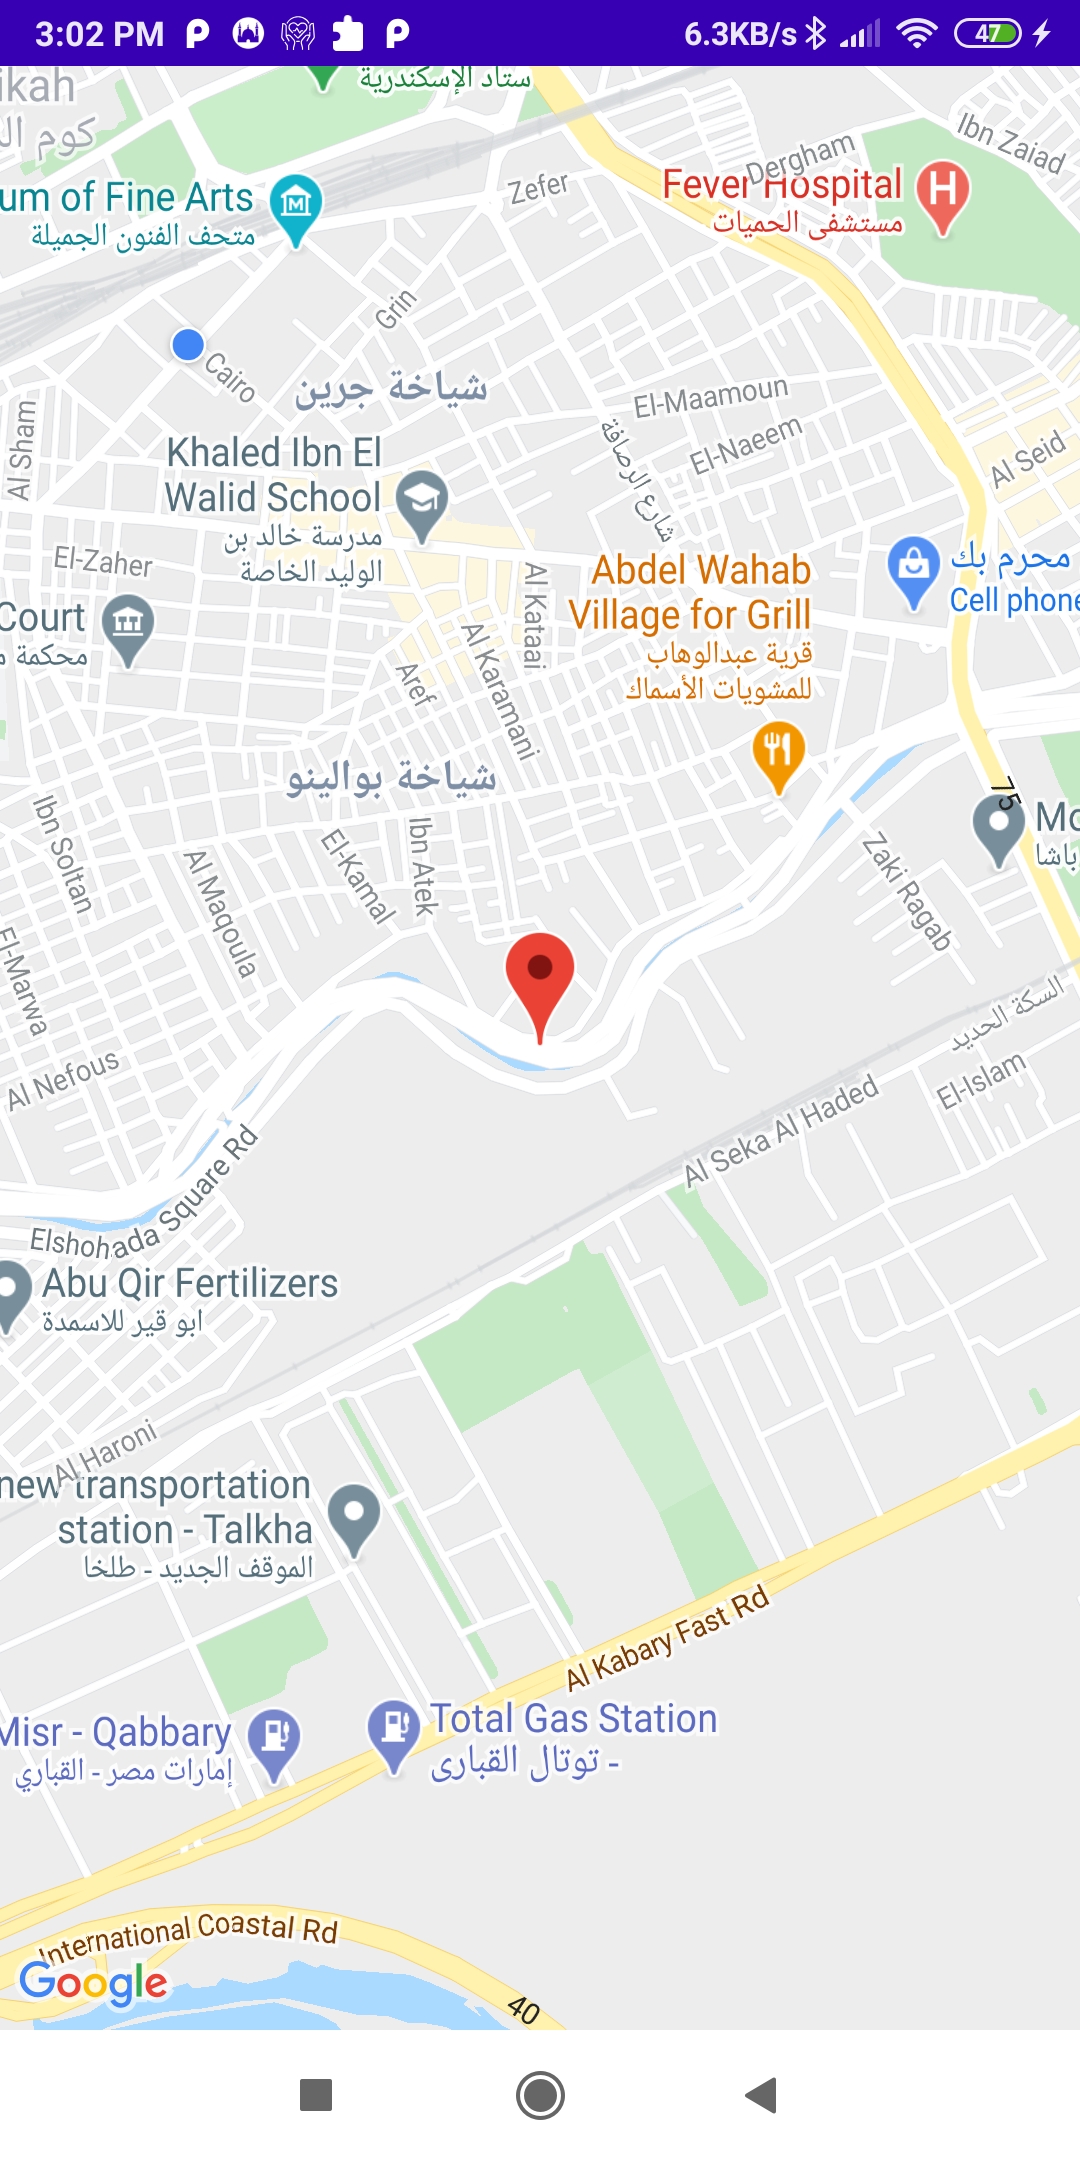 3:02 PM
6.3KB/s
47
ikah
كوم ال
ستاد الإسكندرية
Ibn Zaiad
Dergham
um of Fine Arts
متحف الفنون الجميلة
Zefer
Fever Hospital
مستشفى الحميات
H
M
Grin
Cairo
شياخة جرين
El-Maamoun
El-Naeem
Al Seid
شارع الرصافة
Al Sham
Khaled Ibn El
Walid School
مدرسة خالد بن
الوليد الخاصة
El-Zaher
Court
محكمة
Al Kataai
Al Karamani
Aref
Abdel Wahab
Village for Grill
قرية عبدالوهاب
للمشويات الأسماك
محرم بك
Cell phone
شياخة بوالينو
75
Mo
باشا
Ibn Soltan
Al Maqoula
El-Kamal
Ibn Atek
Zaki Ragab
El-Marwa
Al Nefous
السكة الحديد
El-Islam
Al Seka Al Haded
Elshohada Square Rd
Abu Qir Fertilizers
ابو قير للاسمدة
Al Haroni
new transportation
station - Talkha
الموقف الجديد - طلخا
Al Kabary Fast Rd
Misr - Qabbary
إمارات مصر - القباري
Total Gas Station
- توتال القبارى -
International Coastal Rd
Google
40